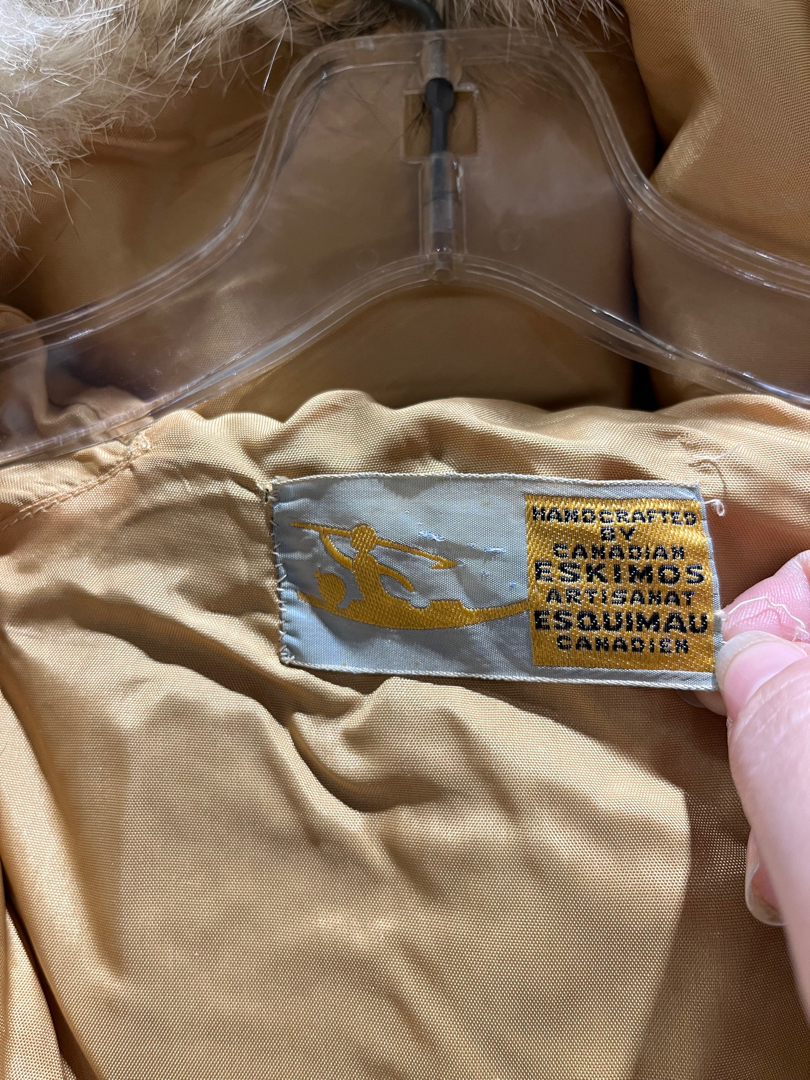 HANDCRAFTED
BY
CANADIAN
ESKIMOS
ARTISANAT
ESQUIMAU
CANADIEN